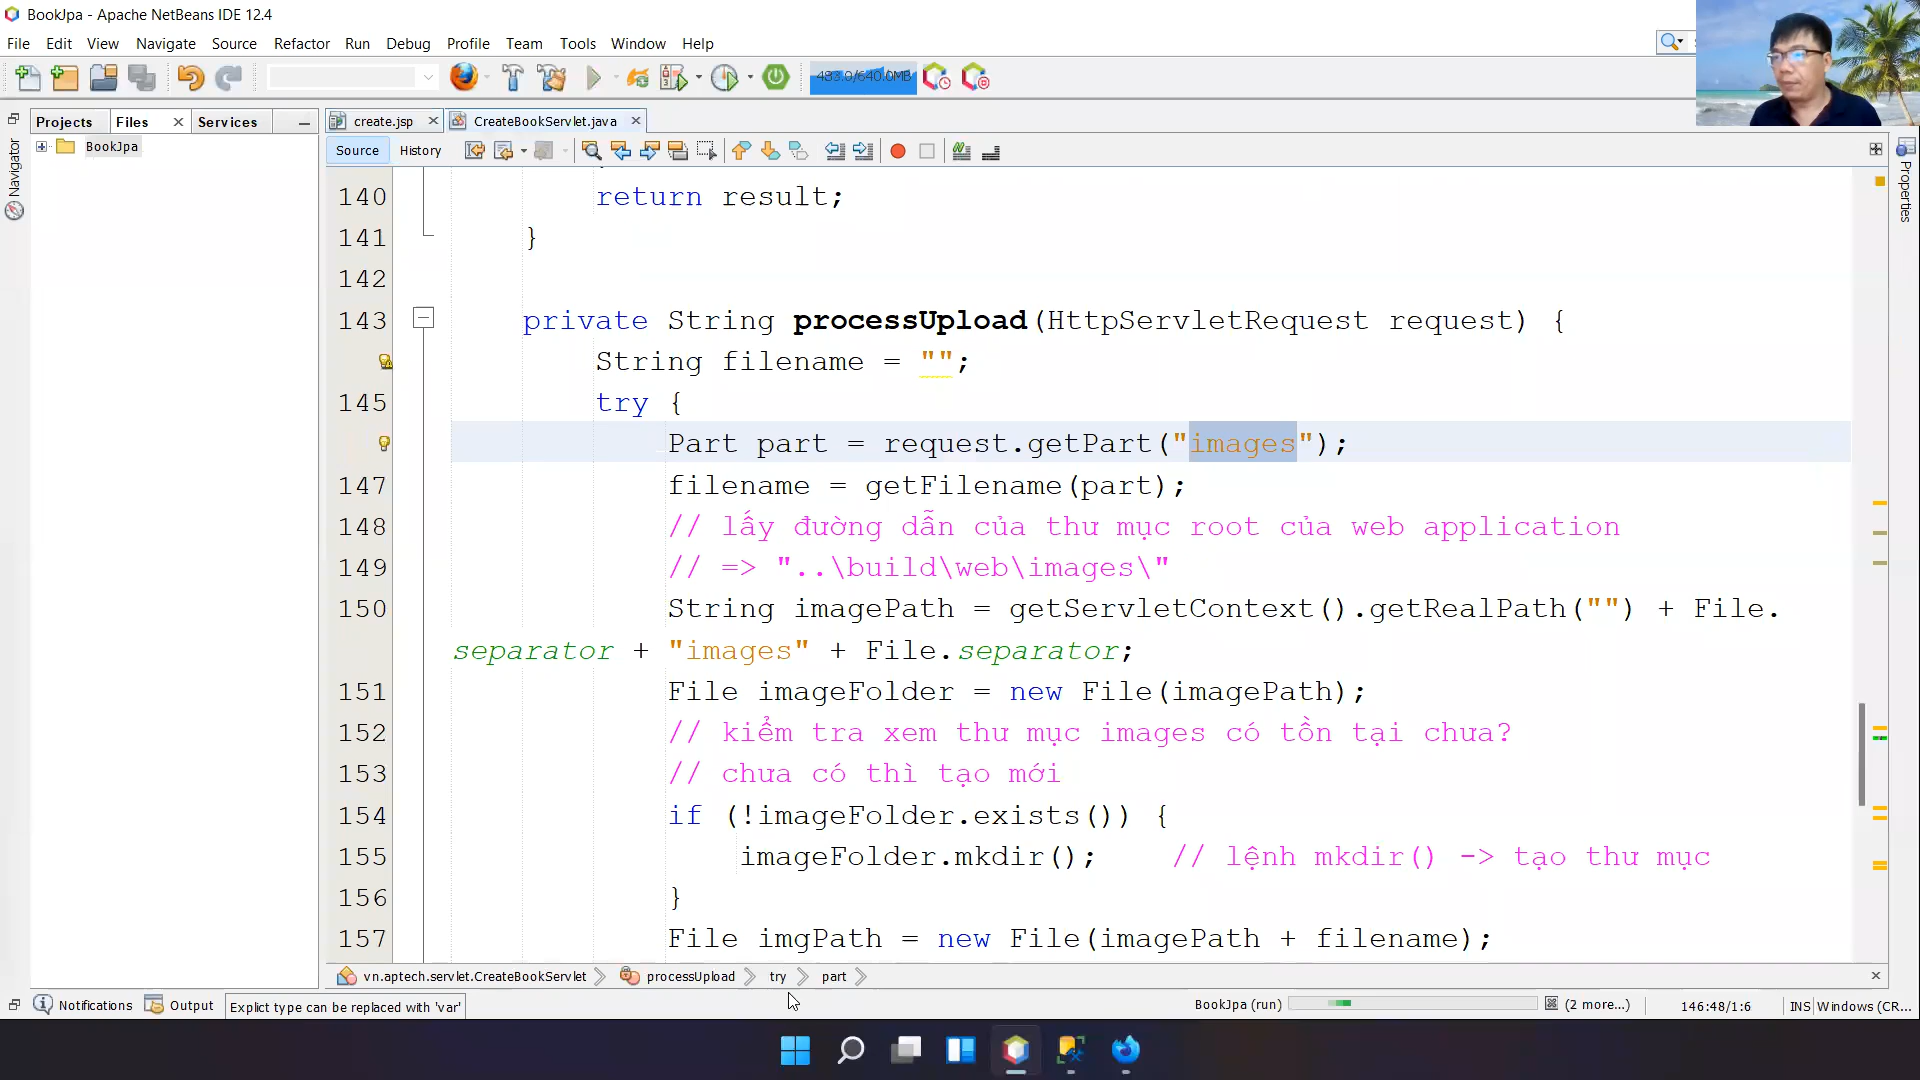 BookJpa - Apache NetBeans IDE 12.4
File Edit View Navigate Source Refactor Run Debug Profile Team Tools Window Help
483.0/640.0MB
Projects Files Services
create.jsp CreateBookServlet.java
Source History
Navigator
Properties
BookJpa
140 return result;
141 }
142
143 private String processUpload(HttpServletRequest request) {
String filename = "";
145 try {
Part part = request.getPart("images");
147 filename = getFilename(part);
148 // lấy đường dẫn của thư mục root của web application
149 // => "..\build\web\images\"
150 String imagePath = getServletContext().getRealPath("") + File.
separator + "images" + File.separator;
151 File imageFolder = new File(imagePath);
152 // kiểm tra xem thư mục images có tồn tại chưa?
153 // chưa có thì tạo mới
154 if (!imageFolder.exists()) {
155 imageFolder.mkdir(); // lệnh mkdir() -> tạo thư mục
156 }
157 File imgPath = new File(imagePath + filename);
vn.aptech.servlet.CreateBookServlet processUpload try part
Notifications Output Explict type can be replaced with 'var' BookJpa (run) (2 more...) 146:48/1:6 INS Windows (CR...